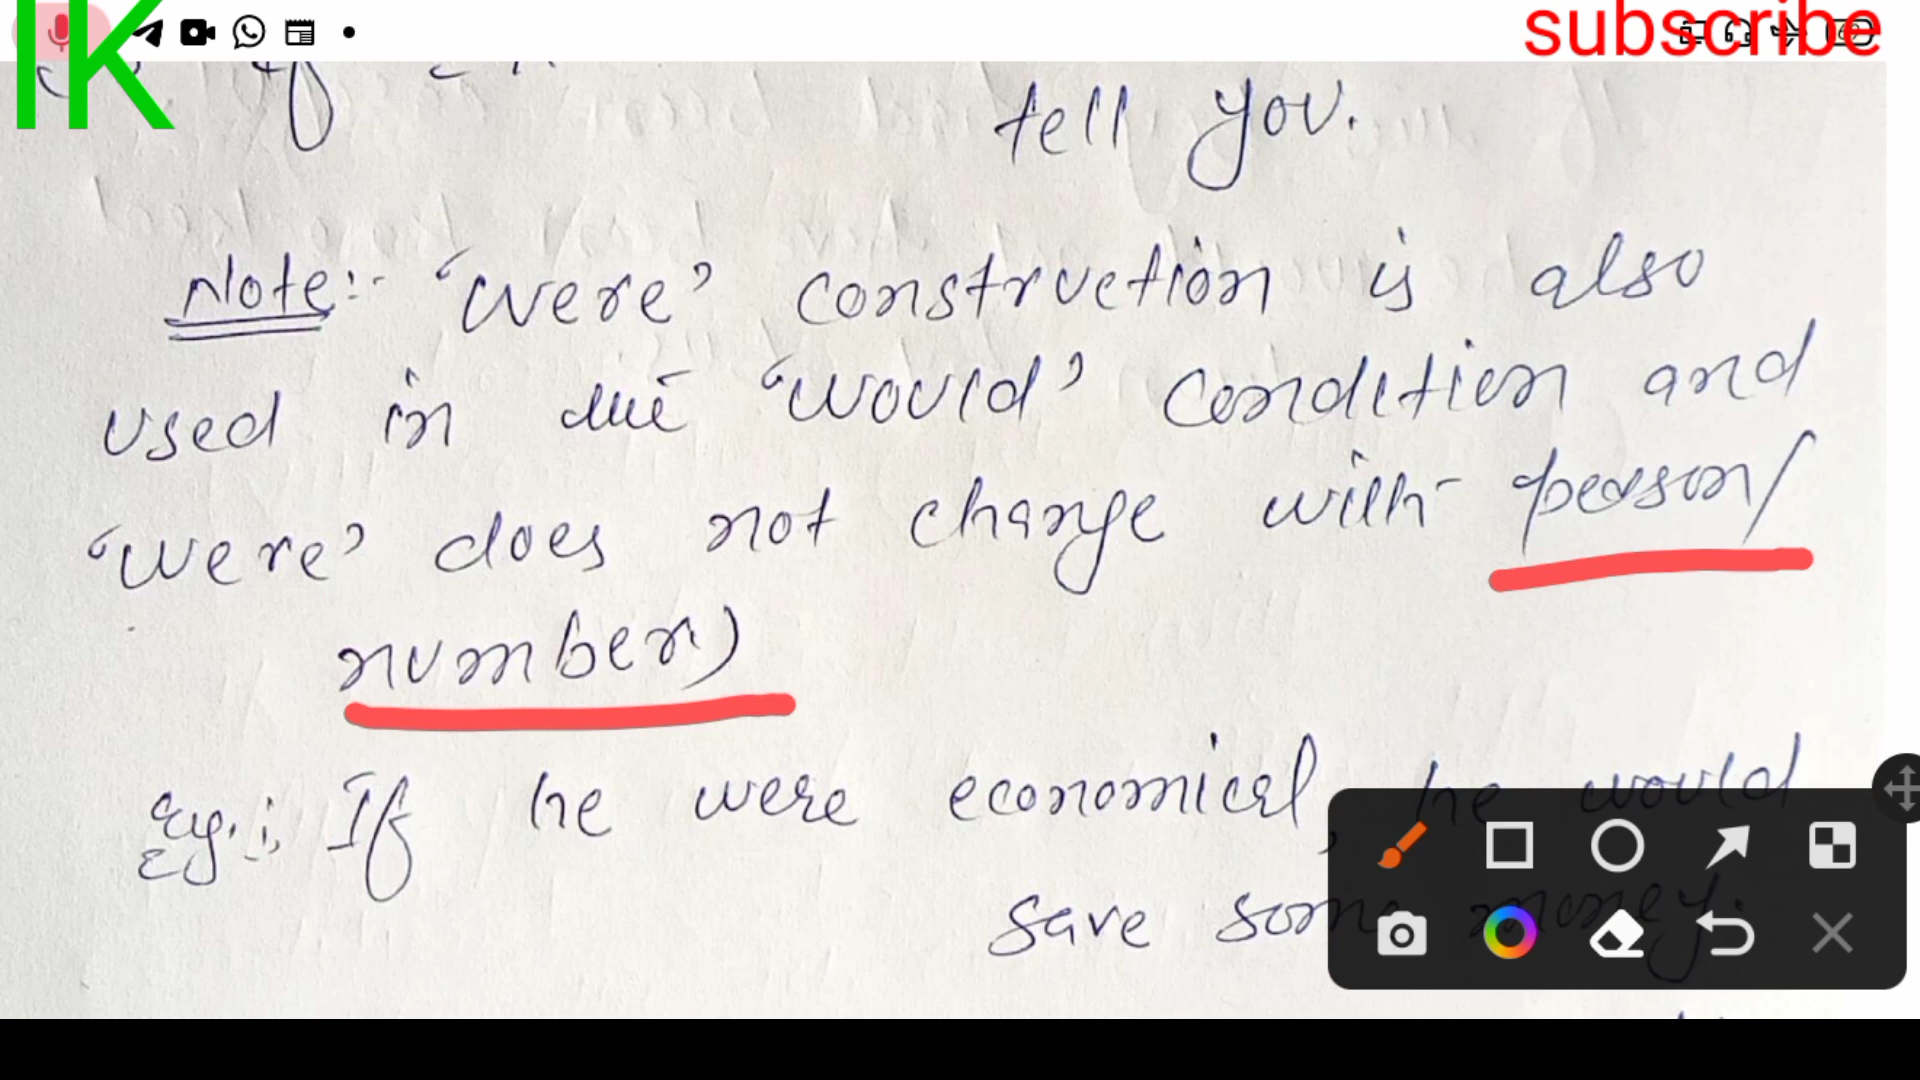 IK
subscribe
tell you.
Note:- 'were' construction is also
used in the 'would' condition and
'were' does not change with person/
number)
Eg.: If he were economical, he would
save some money.